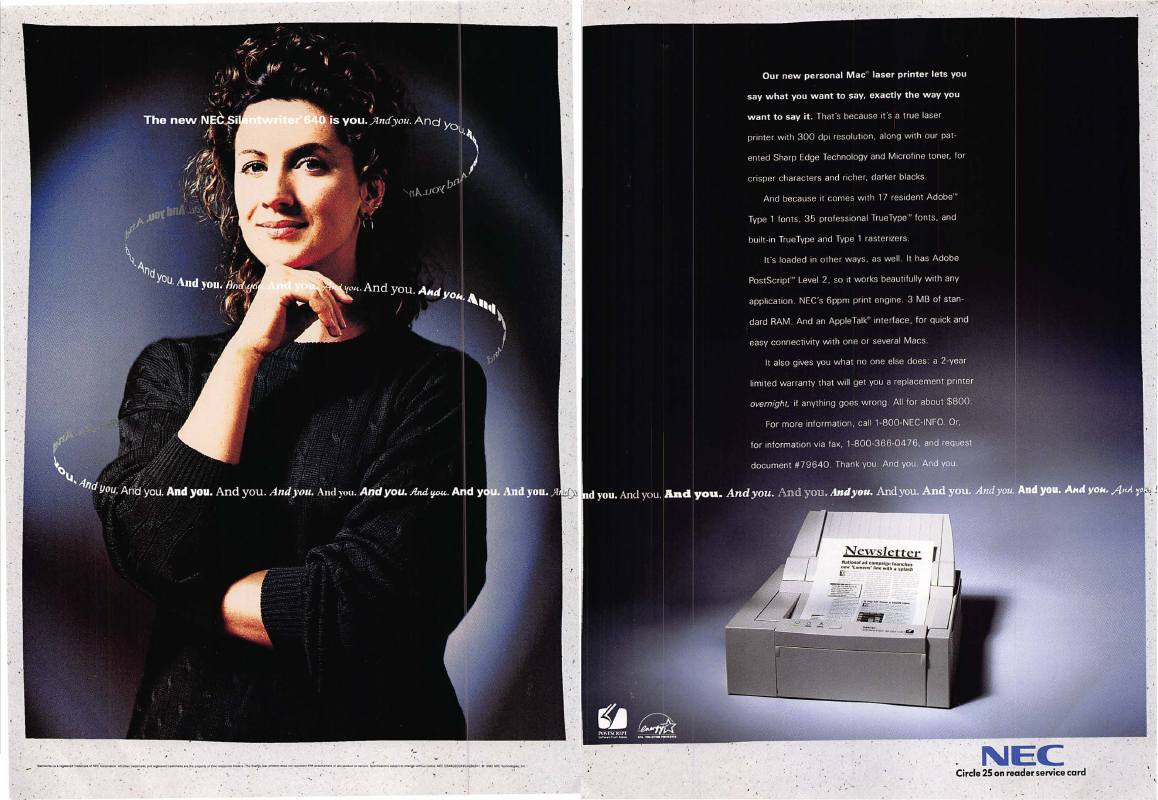 The new NEC Silentwriter® 640 is you. And you. And you.
And you. And you. And you. And you. And you. And you. And you. And
you. And you. And you. And you. And you. And you. And you. And you. And you. And you. And you.
Our new personal Mac® laser printer lets you
say what you want to say, exactly the way you
want to say it. That's because it's a true laser
printer with 300 dpi resolution, along with our pat-
ented Sharp Edge Technology and Microfine toner, for
crisper characters and richer, darker blacks.
And because it comes with 17 resident Adobe™
Type 1 fonts, 35 professional TrueType™ fonts, and
built-in TrueType and Type 1 rasterizers.
It's loaded in other ways, as well. It has Adobe
PostScript™ Level 2, so it works beautifully with any
application. NEC's 6ppm print engine. 3 MB of stan-
dard RAM. And an AppleTalk® interface, for quick and
easy connectivity with one or several Macs.
It also gives you what no one else does: a 2-year
limited warranty that will get you a replacement printer
overnight, if anything goes wrong. All for about $800.
For more information, call 1-800-NEC-INFO. Or,
for information via fax, 1-800-366-0476, and request
document #79640. Thank you. And you. And you.
nd you. And you. And you. And you. And you. And you. And you. And you. And you. And you. And you. And you.
Newsletter
National ad campaign launches
new 'Lumens' line with a splash
POSTSCRIPT
Software From Adobe
energy
EPA POLLUTION PREVENTER
NEC
Circle 25 on reader service card